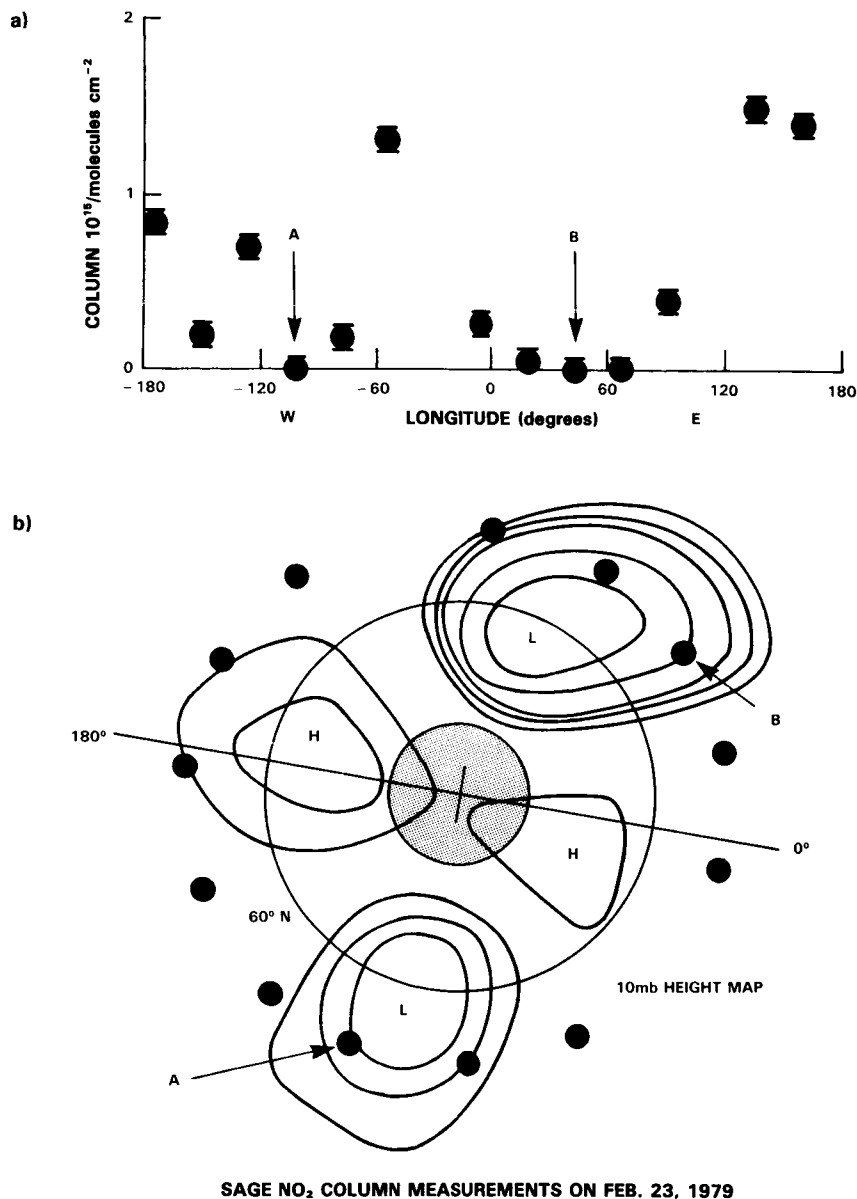 a)
2
1
0
COLUMN 10¹⁵/molecules cm⁻²
A
B
−180
−120
−60
0
60
120
180
W
LONGITUDE (degrees)
E
b)
L
B
H
180°
0°
H
60° N
10mb HEIGHT MAP
L
A
SAGE NO₂ COLUMN MEASUREMENTS ON FEB. 23, 1979